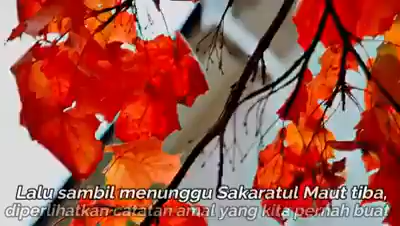 Lalu sambil menunggu Sakaratul Maut tiba,
diperlihatkan catatan amal yang kita pernah buat